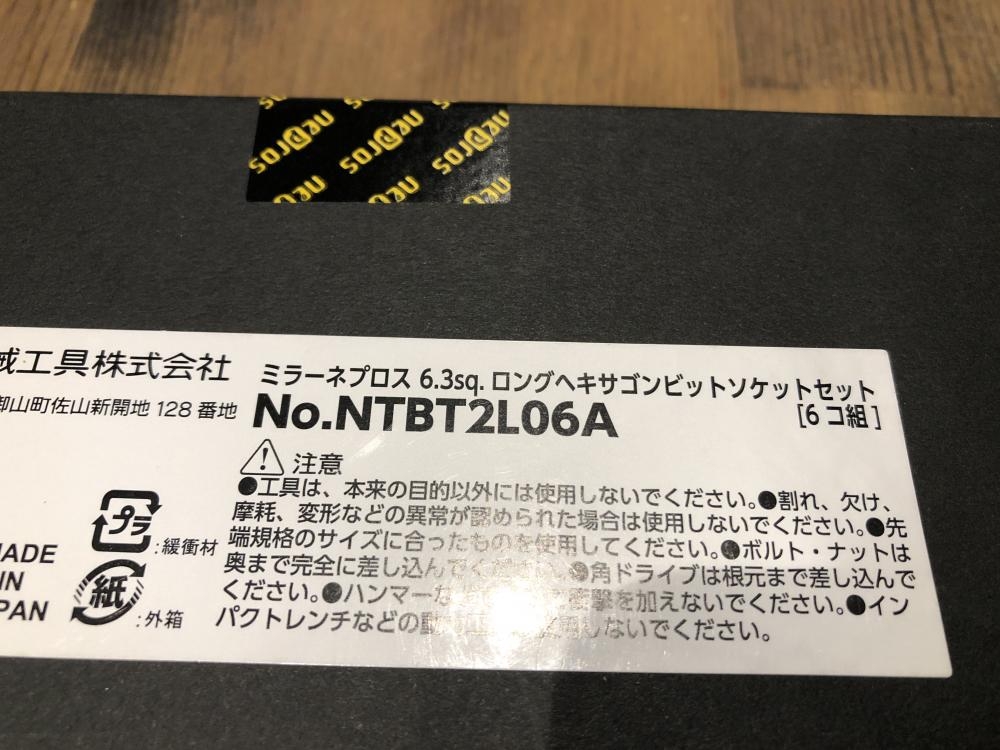 nepros nepros nepros
械工具株式会社
御山町佐山新開地 128 番地
ミラーネプロス 6.3sq. ロングヘキサゴンビットソケットセット
No.NTBT2L06A
[6 コ組]
注意
●工具は、本来の目的以外には使用しないでください。●割れ、欠け、
摩耗、変形などの異常が認められた場合は使用しないでください。●先
端規格のサイズに合ったものを使用してください。●ボルト・ナットは
奥まで完全に差し込んでください。●角ドライブは根元まで差し込んで
ください。●ハンマーな 衝撃を加えないでください。●イン
パクトレンチなどの動 使用しないでください。
プラ
:緩衝材
紙
:外箱
MADE
IN
JAPAN